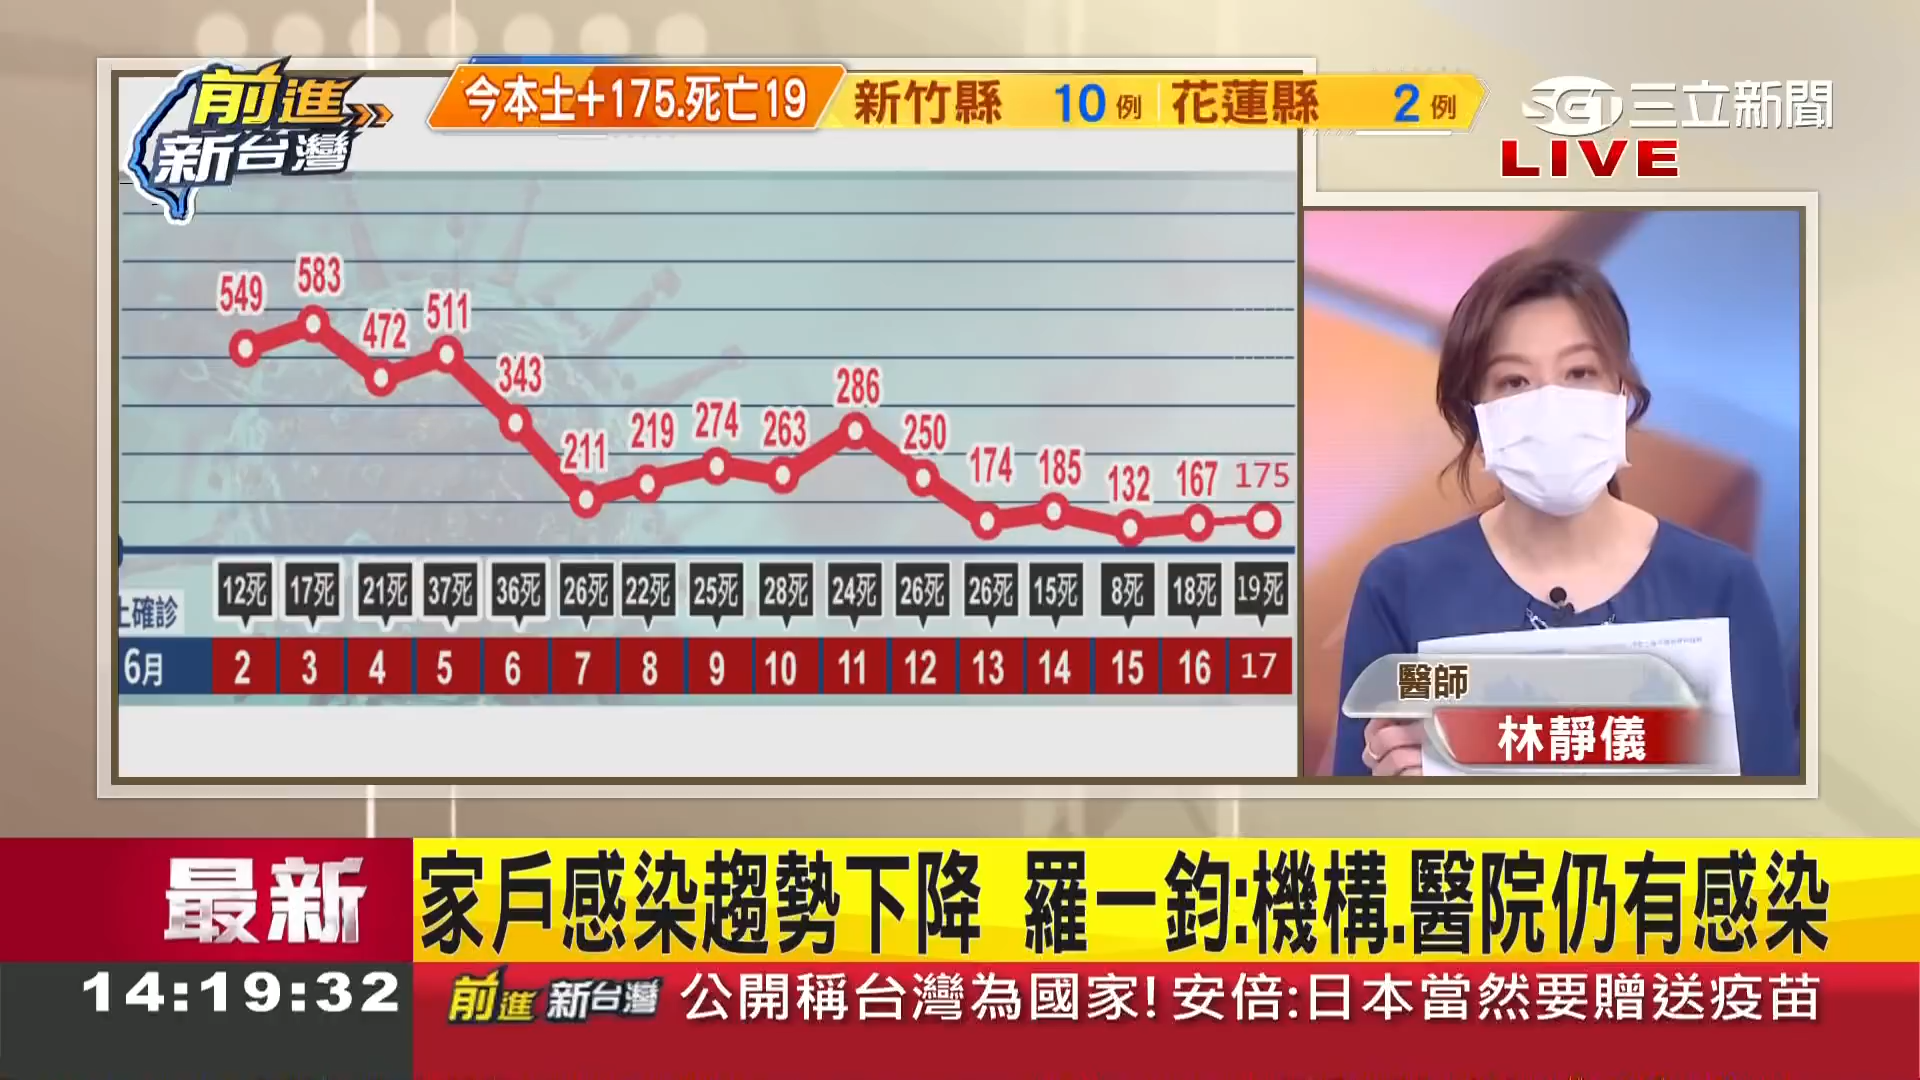 前進
新台灣
今本土+175.死亡19 新竹縣 10例 花蓮縣 2例
SET三立新聞
LIVE
549 583 472 511 343 211 219 274 263 286 250 174 185 132 167 175
12死 17死 21死 37死 36死 26死 22死 25死 28死 24死 26死 26死 15死 8死 18死 19死
土確診
6月 2 3 4 5 6 7 8 9 10 11 12 13 14 15 16 17
醫師
林靜儀
最新 家戶感染趨勢下降 羅一鈞:機構.醫院仍有感染
14:19:32 前進新台灣 公開稱台灣為國家!安倍:日本當然要贈送疫苗